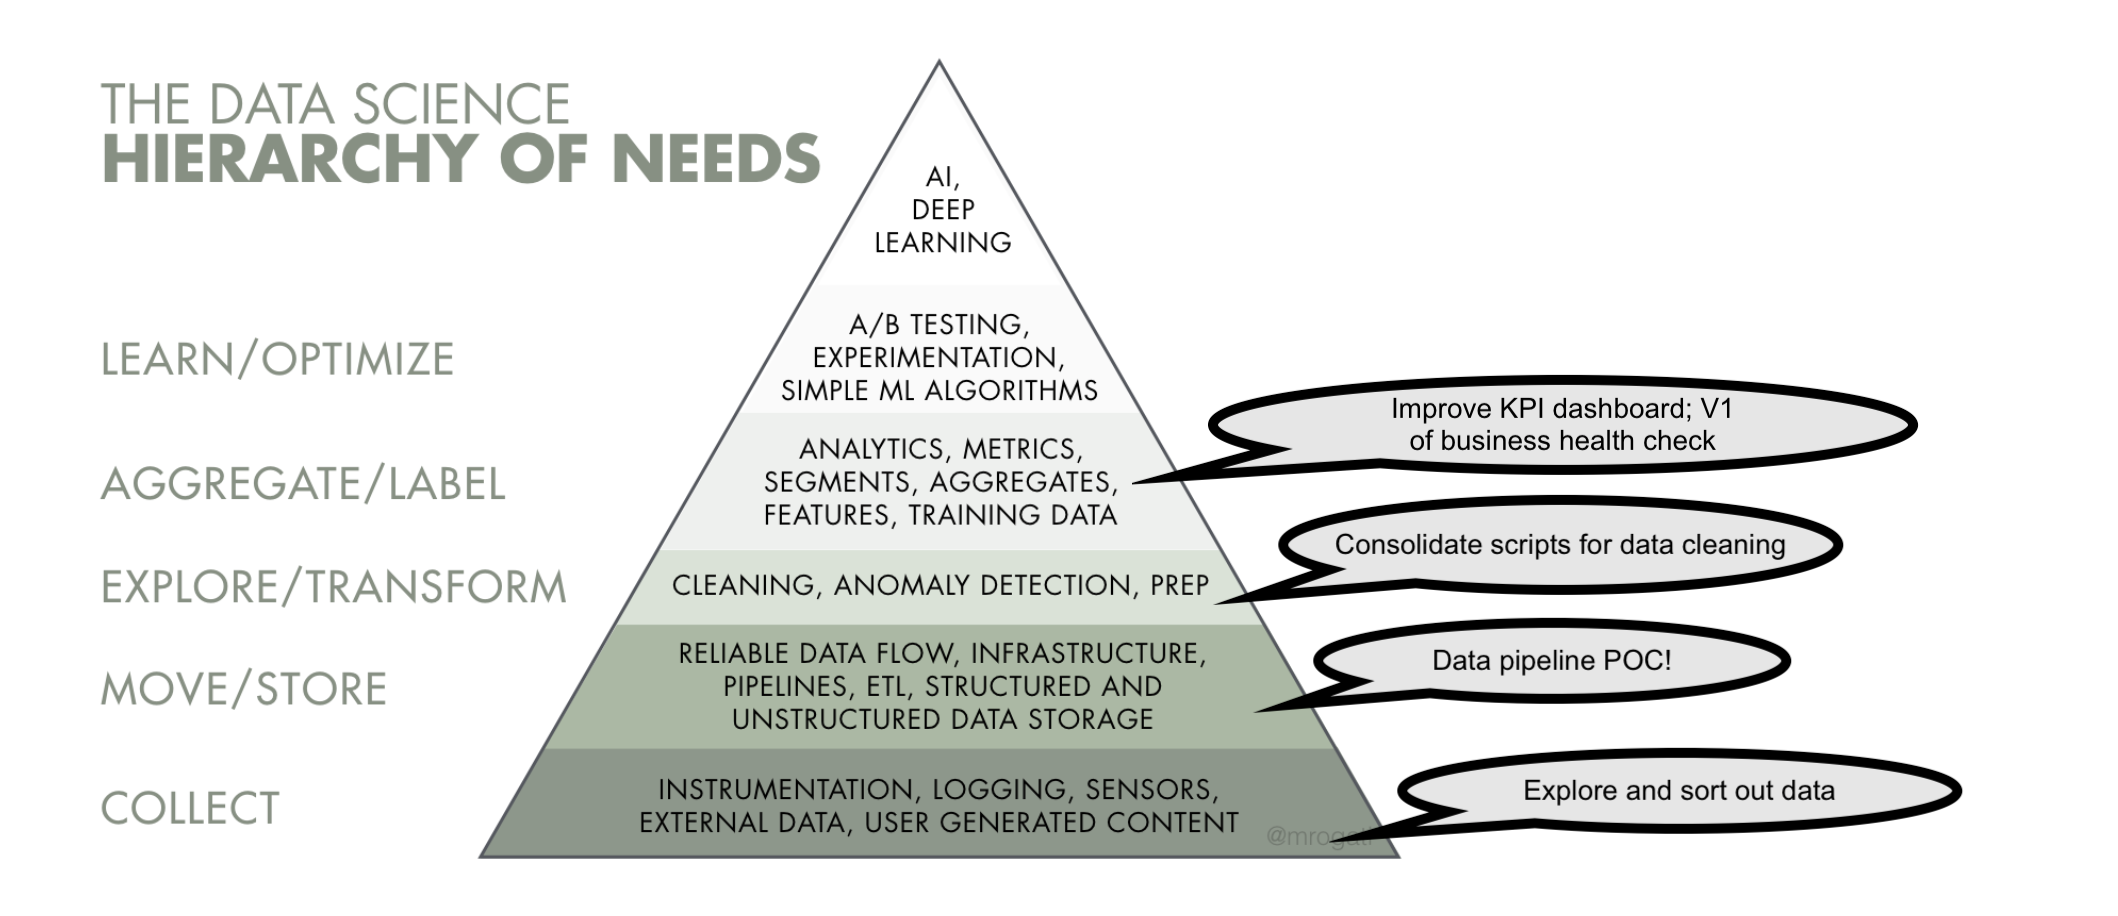 THE DATA SCIENCE
HIERARCHY OF NEEDS
AI,
DEEP
LEARNING
LEARN/OPTIMIZE
A/B TESTING,
EXPERIMENTATION,
SIMPLE ML ALGORITHMS
AGGREGATE/LABEL
ANALYTICS, METRICS,
SEGMENTS, AGGREGATES,
FEATURES, TRAINING DATA
Improve KPI dashboard; V1
of business health check
EXPLORE/TRANSFORM
CLEANING, ANOMALY DETECTION, PREP
Consolidate scripts for data cleaning
MOVE/STORE
RELIABLE DATA FLOW, INFRASTRUCTURE,
PIPELINES, ETL, STRUCTURED AND
UNSTRUCTURED DATA STORAGE
Data pipeline POC!
COLLECT
INSTRUMENTATION, LOGGING, SENSORS,
EXTERNAL DATA, USER GENERATED CONTENT
Explore and sort out data
@mrogati